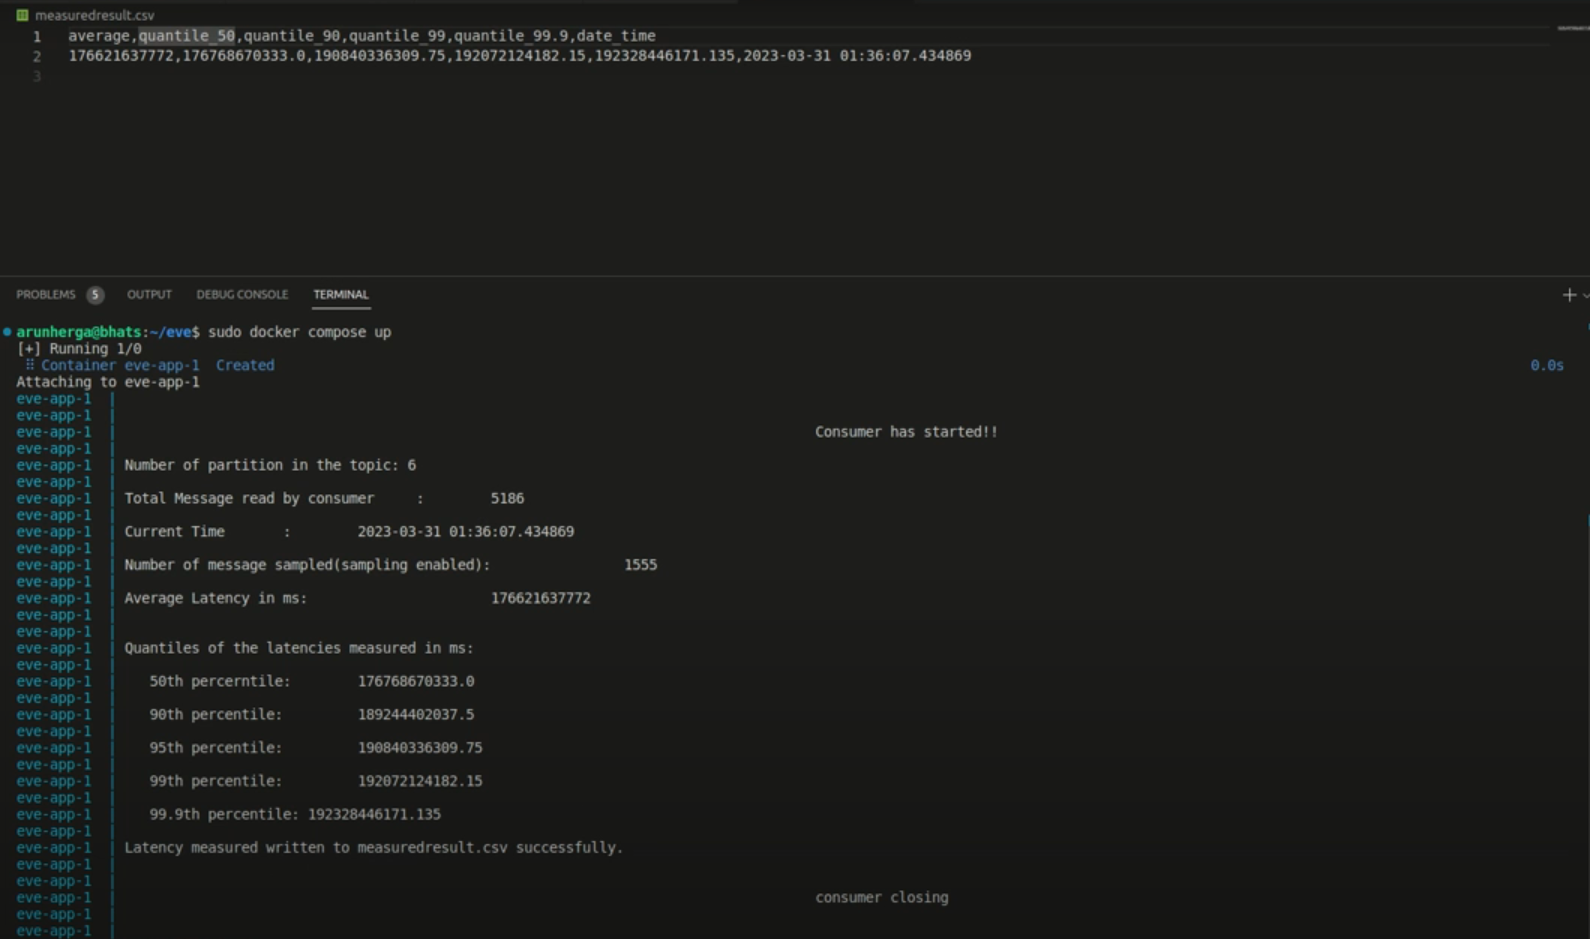 measuredresult.csv
1 average,quantile_50,quantile_90,quantile_99,quantile_99.9,date_time
2 176621637772,176768670333.0,190840336309.75,192072124182.15,192328446171.135,2023-03-31 01:36:07.434869
3
PROBLEMS 5 OUTPUT DEBUG CONSOLE TERMINAL
arunherga@bhats:~/eve$ sudo docker compose up
[+] Running 1/0
⠿ Container eve-app-1 Created 0.0s
Attaching to eve-app-1
eve-app-1 |
eve-app-1 |
eve-app-1 | Consumer has started!!
eve-app-1 |
eve-app-1 | Number of partition in the topic: 6
eve-app-1 |
eve-app-1 | Total Message read by consumer : 5186
eve-app-1 |
eve-app-1 | Current Time : 2023-03-31 01:36:07.434869
eve-app-1 |
eve-app-1 | Number of message sampled(sampling enabled): 1555
eve-app-1 |
eve-app-1 | Average Latency in ms: 176621637772
eve-app-1 |
eve-app-1 |
eve-app-1 | Quantiles of the latencies measured in ms:
eve-app-1 |
eve-app-1 | 50th perceрntile: 176768670333.0
eve-app-1 |
eve-app-1 | 90th percentile: 189244402037.5
eve-app-1 |
eve-app-1 | 95th percentile: 190840336309.75
eve-app-1 |
eve-app-1 | 99th percentile: 192072124182.15
eve-app-1 |
eve-app-1 | 99.9th percentile: 192328446171.135
eve-app-1 |
eve-app-1 | Latency measured written to measuredresult.csv successfully.
eve-app-1 |
eve-app-1 |
eve-app-1 | consumer closing
eve-app-1 |
eve-app-1 |